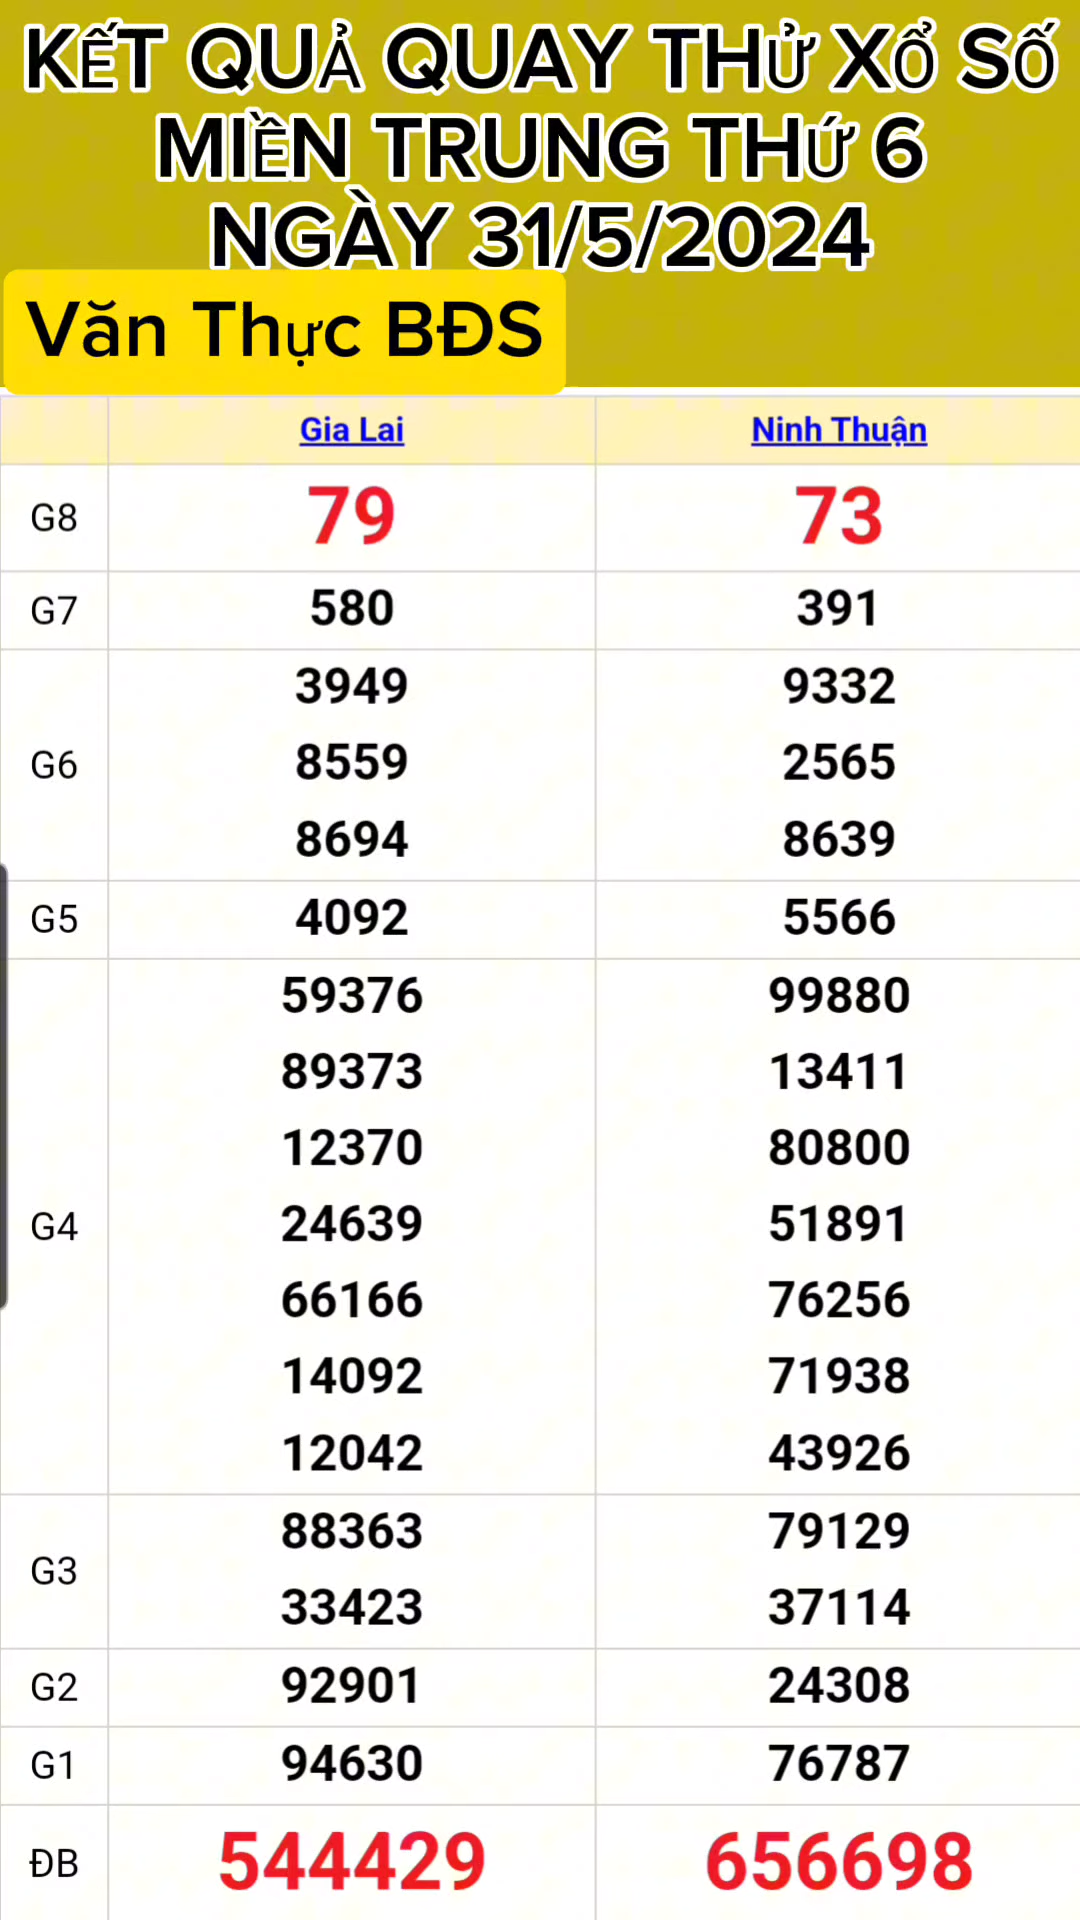 KẾT QUẢ QUAY THỬ XỔ SỐ
MIỀN TRUNG THỨ 6
NGÀY 31/5/2024
Văn Thực BĐS
Gia Lai Ninh Thuận
G8 79 73
G7 580 391
3949 9332
G6 8559 2565
8694 8639
G5 4092 5566
59376 99880
89373 13411
12370 80800
G4 24639 51891
66166 76256
14092 71938
12042 43926
G3 88363 79129
33423 37114
G2 92901 24308
G1 94630 76787
ĐB 544429 656698